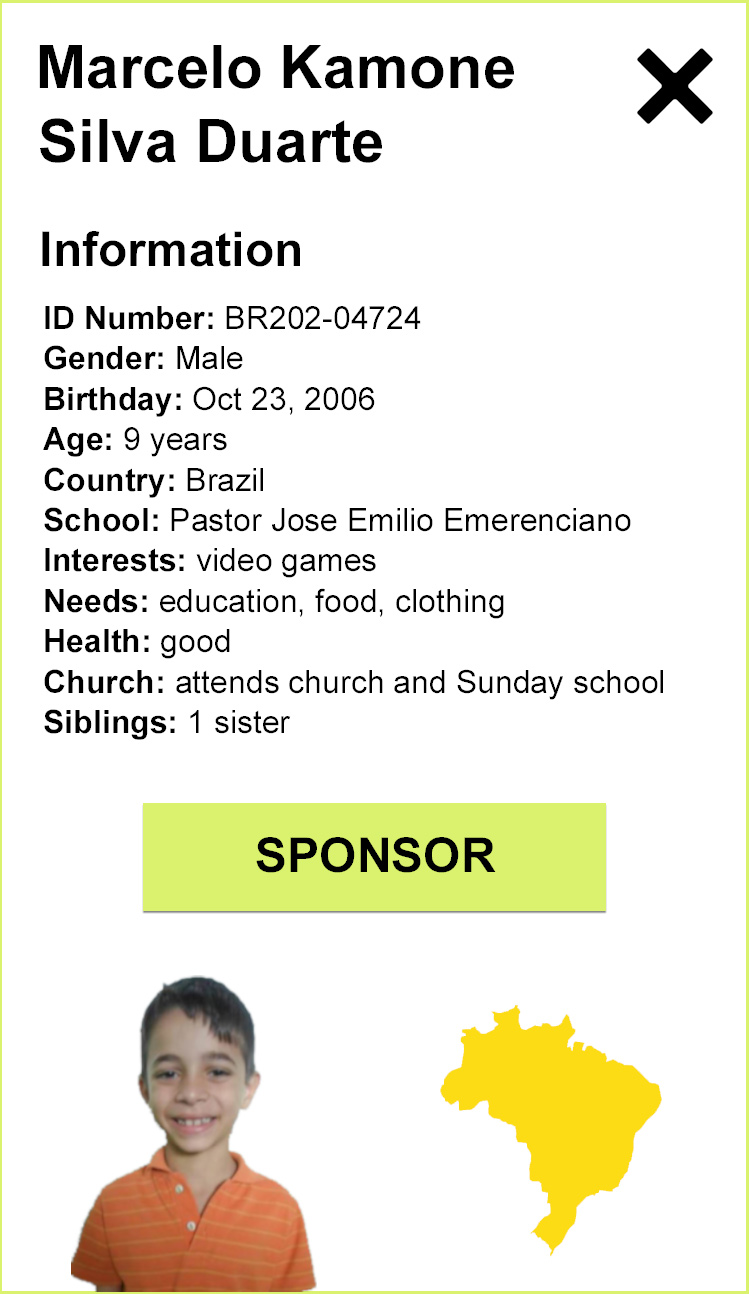 Marcelo Kamone
Silva Duarte
Information
ID Number: BR202-04724
Gender: Male
Birthday: Oct 23, 2006
Age: 9 years
Country: Brazil
School: Pastor Jose Emilio Emerenciano
Interests: video games
Needs: education, food, clothing
Health: good
Church: attends church and Sunday school
Siblings: 1 sister
SPONSOR